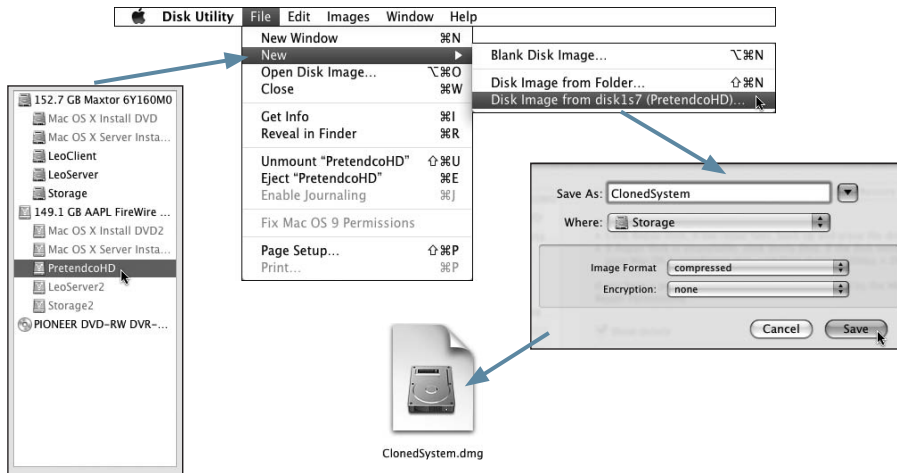 Disk Utility File Edit Images Window Help
New Window ⌘N
New ▶
Open Disk Image... ⌥⌘O
Close ⌘W
Get Info ⌘I
Reveal in Finder ⌘R
Unmount “PretendcoHD” ⇧⌘U
Eject “PretendcoHD” ⌘E
Enable Journaling ⌘J
Fix Mac OS 9 Permissions
Page Setup... ⇧⌘P
Print... ⌘P
Blank Disk Image... ⌥⌘N
Disk Image from Folder... ⇧⌘N
Disk Image from disk1s7 (PretendcoHD)...
152.7 GB Maxtor 6Y160M0
Mac OS X Install DVD
Mac OS X Server Insta...
LeoClient
LeoServer
Storage
149.1 GB AAPL FireWire ...
Mac OS X Install DVD2
Mac OS X Server Insta...
PretendcoHD
LeoServer2
Storage2
PIONEER DVD-RW DVR-...
Save As: ClonedSystem
Where: Storage
Image Format compressed
Encryption: none
Cancel Save
ClonedSystem.dmg